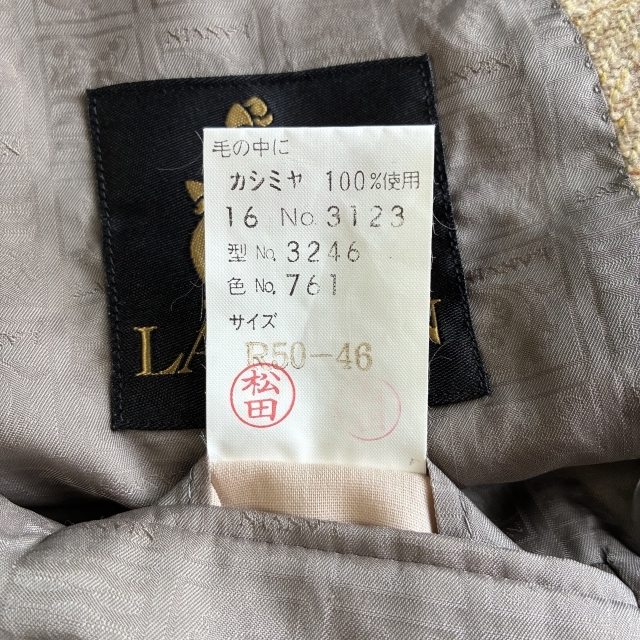 毛の中に
カシミヤ 100%使用
16 No.3123
型 No.3246
色 No.761
サイズ
R50-46
松田
LANVIN